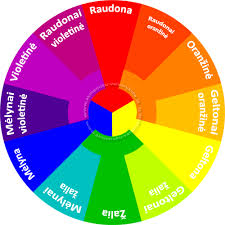 Raudona
Raudonai
oranžinė
Oranžinė
Geltonai
oranžinė
Geltona
Geltonai
žalia
Žalia
Mėlynai
žalia
Mėlyna
Mėlynai
violetinė
Violetinė
Raudonai
violetinė